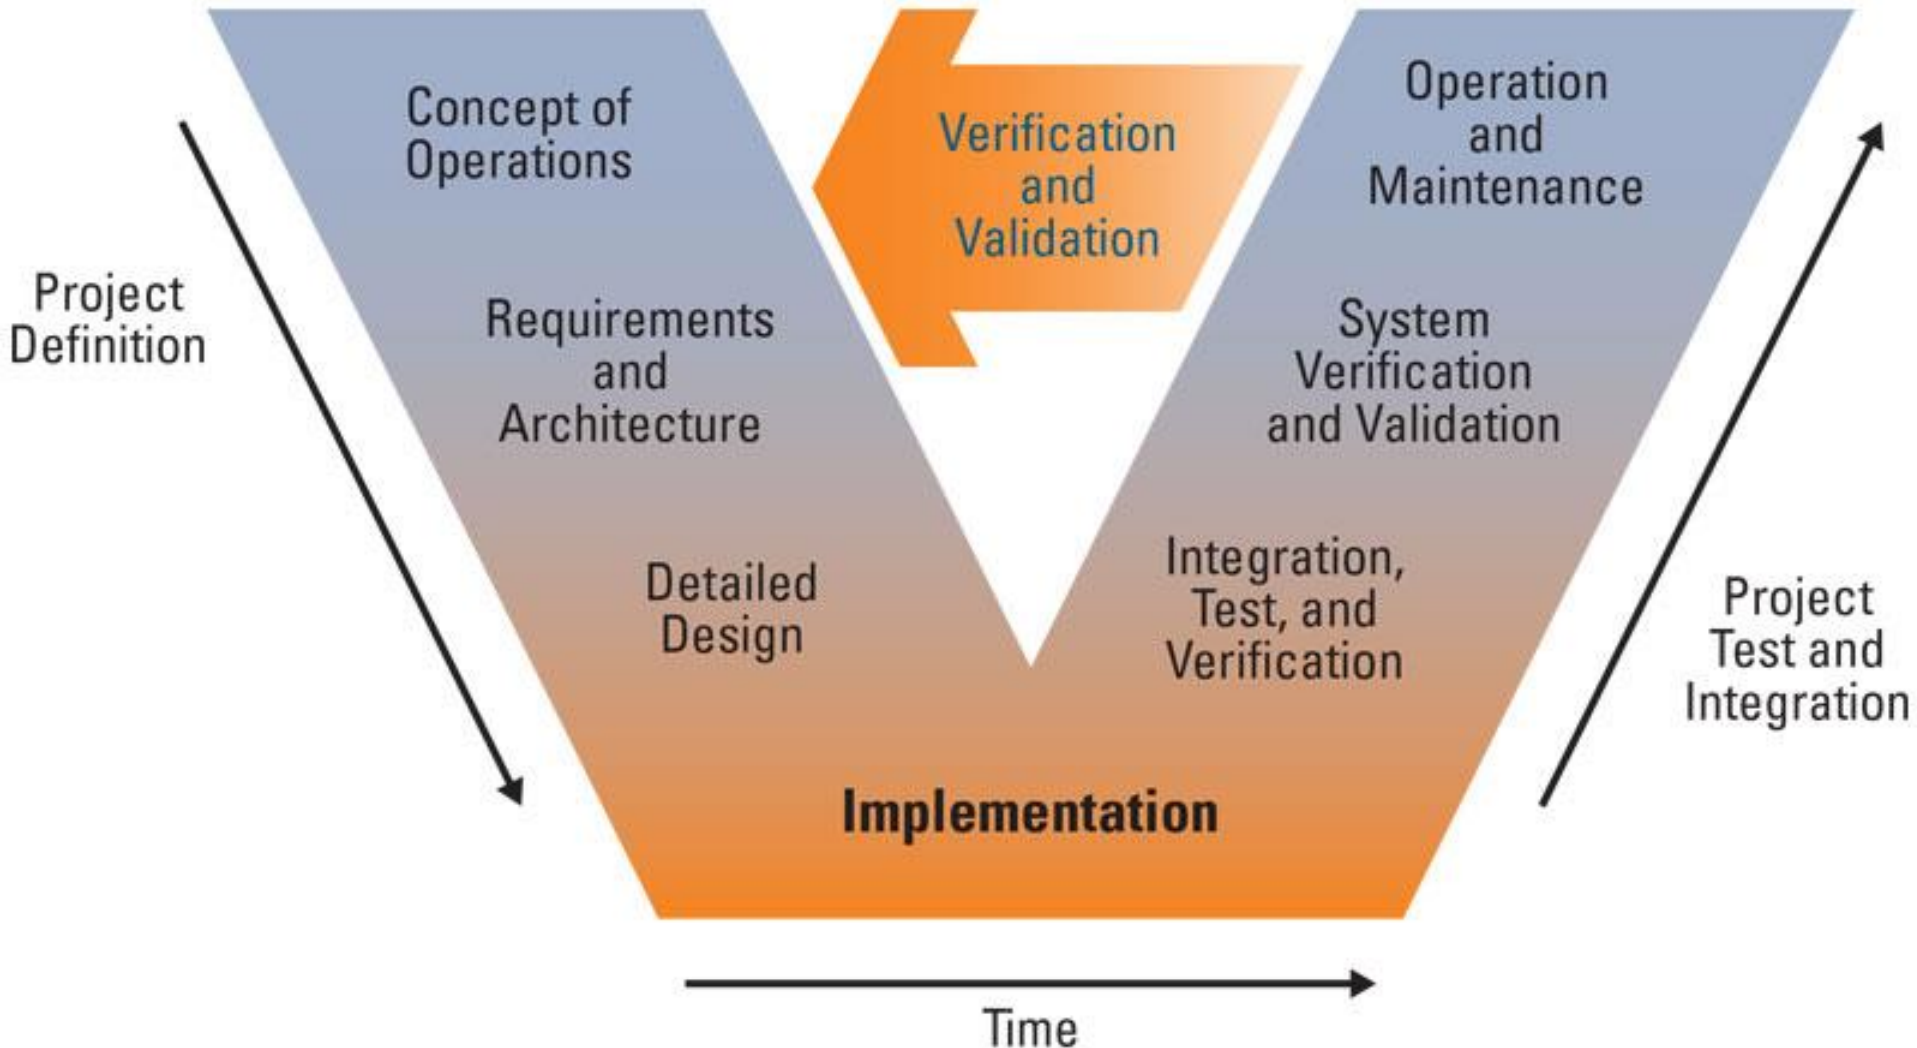 Concept of
Operations
Verification
and
Validation
Operation
and
Maintenance
Project
Definition
Requirements
and
Architecture
System
Verification
and Validation
Detailed
Design
Integration,
Test, and
Verification
Project
Test and
Integration
Implementation
Time